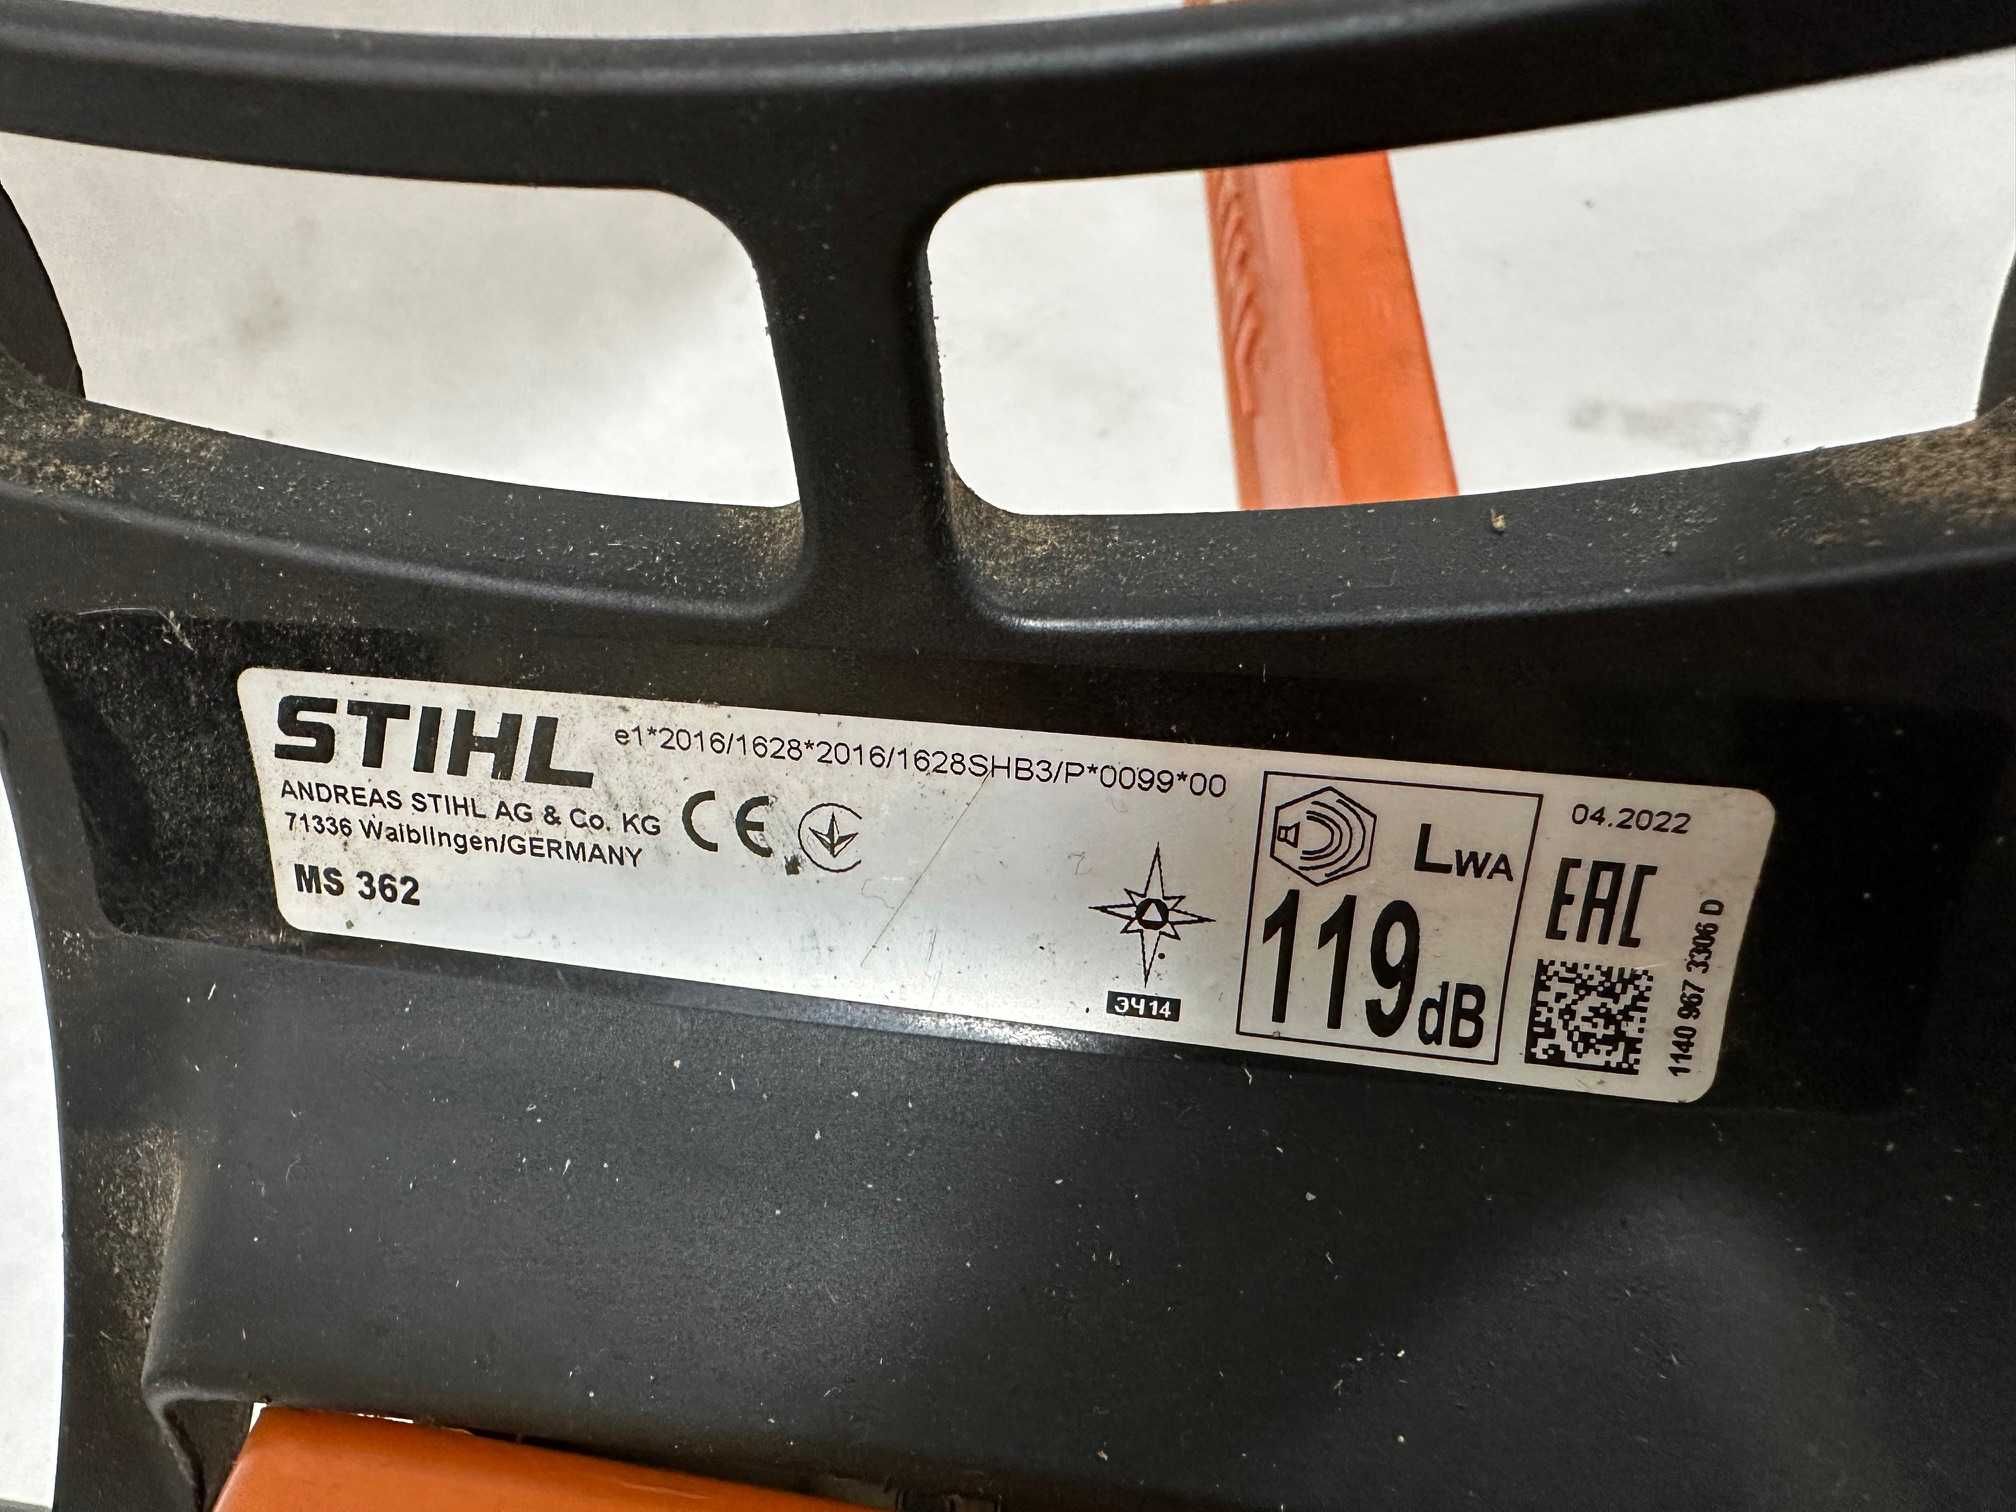 STIHL
e1*2016/1628*2016/1628SHB3/P*0099*00
ANDREAS STIHL AG & Co. KG
71336 Waiblingen/GERMANY
CE
MS 362
ЭЧ14
LWA
119dB
04.2022
EAC
1140 967 3306 D